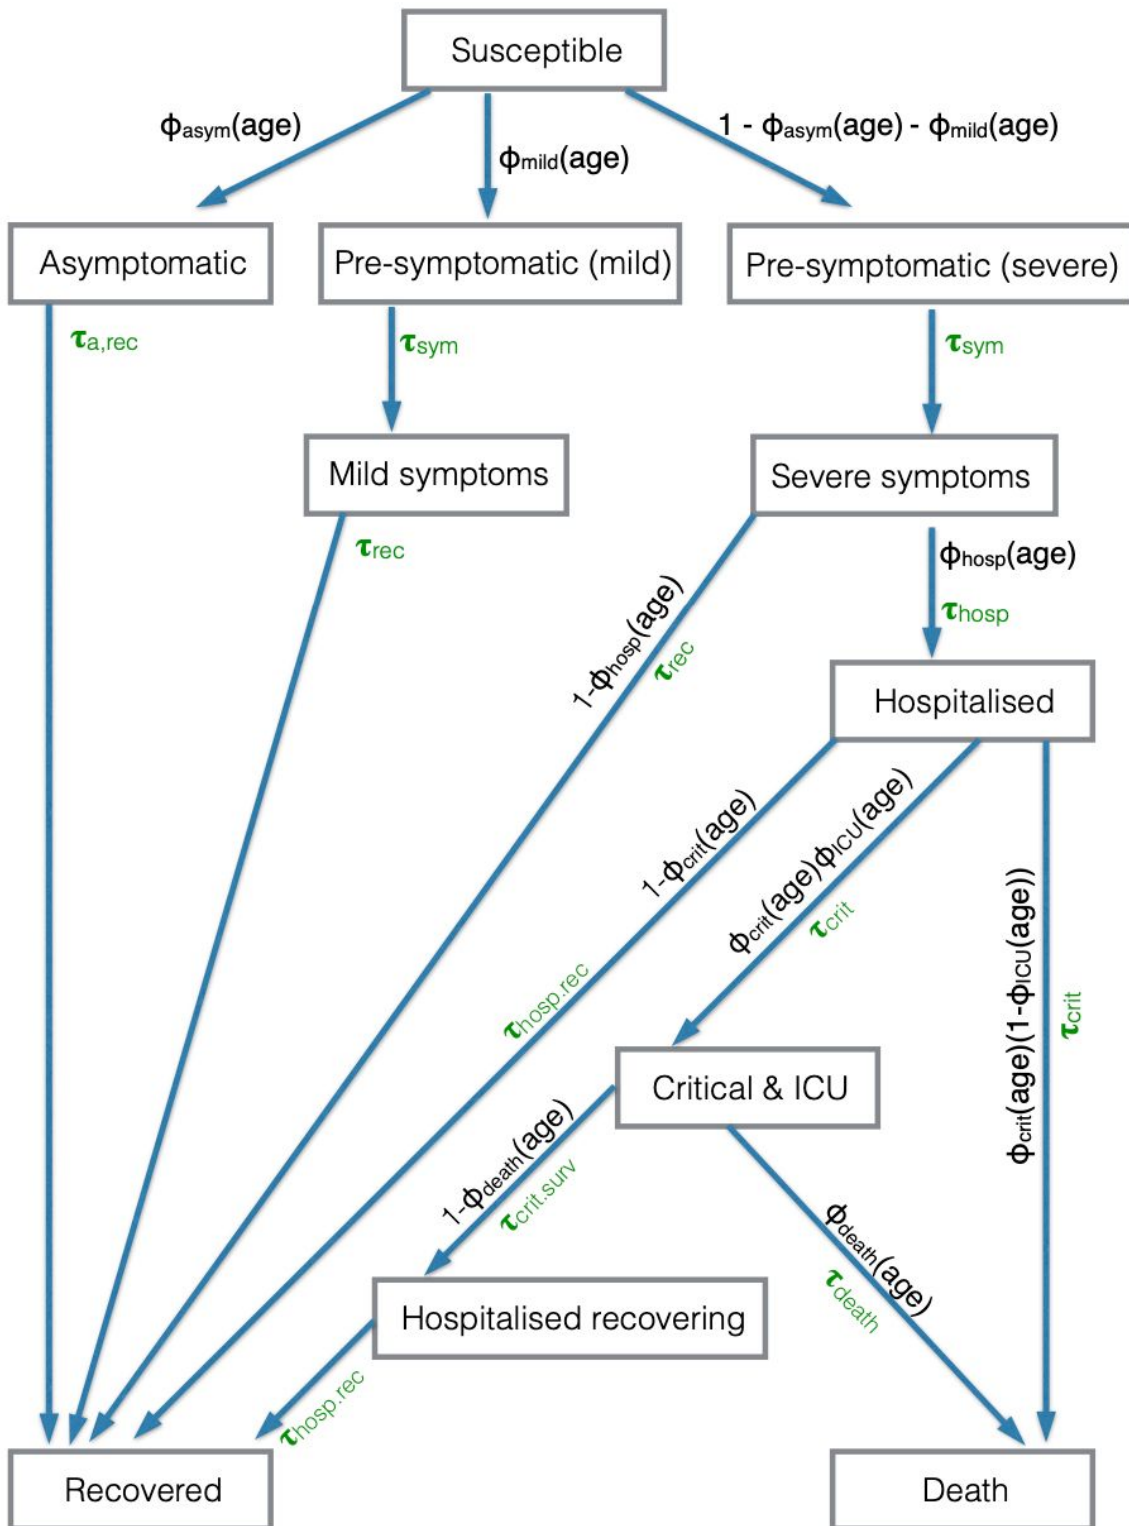 Susceptible
ϕasym(age)
ϕmild(age)
1 - ϕasym(age) - ϕmild(age)
Asymptomatic
Pre-symptomatic (mild)
Pre-symptomatic (severe)
τa,rec
τsym
τsym
Mild symptoms
Severe symptoms
τrec
ϕhosp(age)
τhosp
1-ϕhosp(age)
τrec
Hospitalised
1-ϕcrit(age)
τhosp.rec
ϕcrit(age)ϕICU(age)
τcrit
ϕcrit(age)(1-ϕICU(age))
τcrit
Critical & ICU
1-ϕdeath(age)
τcrit.surv
ϕdeath(age)
τdeath
Hospitalised recovering
τhosp.rec
Recovered
Death